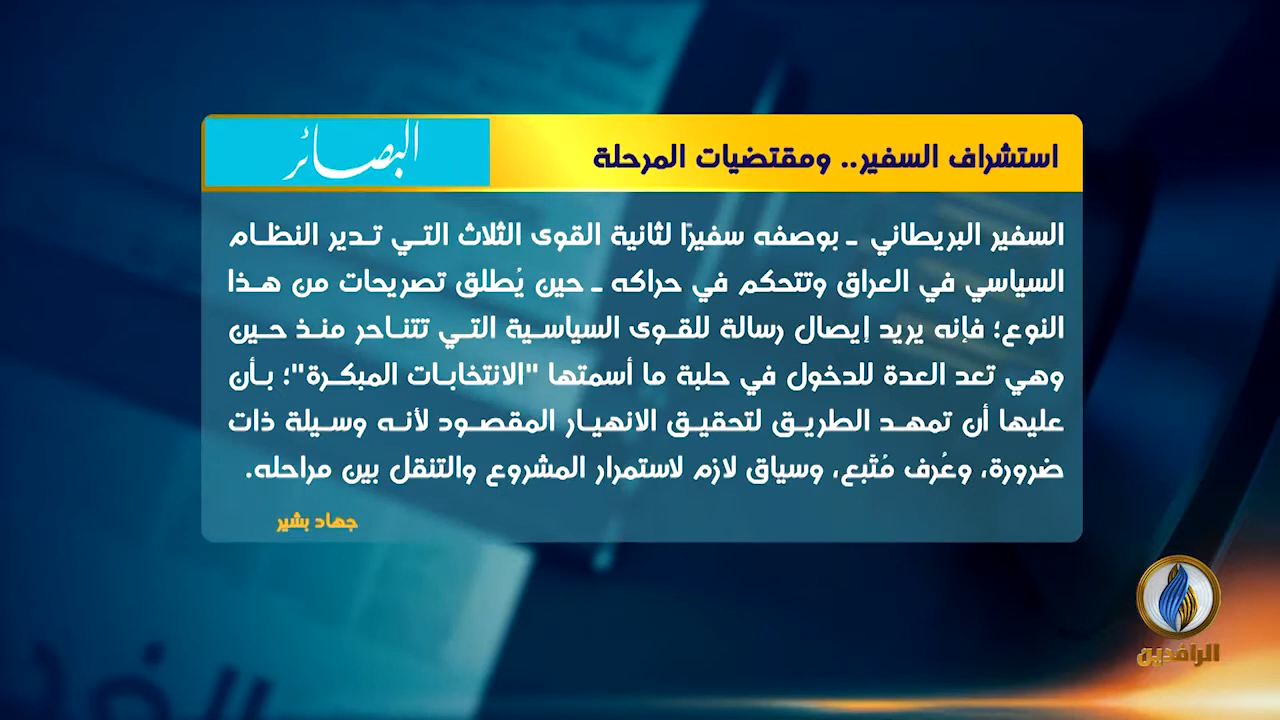 استشراف السفير.. ومقتضيات المرحلة
البصائر
السفير البريطاني ـ بوصفه سفيرًا لثانية القوى الثلاث التي تدير النظام
السياسي في العراق وتتحكم في حراكه ـ حين يُطلق تصريحات من هذا
النوع؛ فإنه يريد إيصال رسالة للقوى السياسية التي تتناحر منذ حين
وهي تعد العدة للدخول في حلبة ما أسمتها "الانتخابات المبكرة"؛ بأن
عليها أن تمهد الطريق لتحقيق الانهيار المقصود لأنه وسيلة ذات
ضرورة، وعُرف مُتّبع، وسياق لازم لاستمرار المشروع والتنقل بين مراحله.
جهاد بشير
الرافدين